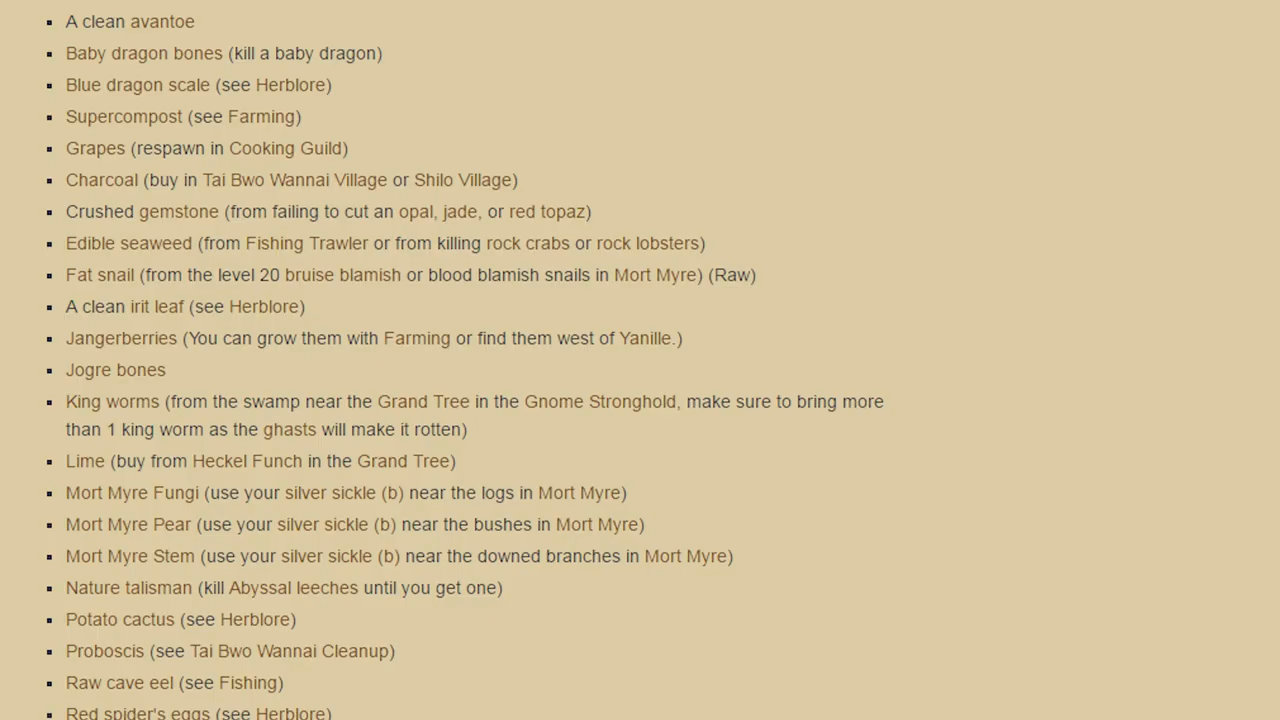 A clean avantoe
Baby dragon bones (kill a baby dragon)
Blue dragon scale (see Herblore)
Supercompost (see Farming)
Grapes (respawn in Cooking Guild)
Charcoal (buy in Tai Bwo Wannai Village or Shilo Village)
Crushed gemstone (from failing to cut an opal, jade, or red topaz)
Edible seaweed (from Fishing Trawler or from killing rock crabs or rock lobsters)
Fat snail (from the level 20 bruise blamish or blood blamish snails in Mort Myre) (Raw)
A clean irit leaf (see Herblore)
Jangerberries (You can grow them with Farming or find them west of Yanille.)
Jogre bones
King worms (from the swamp near the Grand Tree in the Gnome Stronghold, make sure to bring more
than 1 king worm as the ghasts will make it rotten)
Lime (buy from Heckel Funch in the Grand Tree)
Mort Myre Fungi (use your silver sickle (b) near the logs in Mort Myre)
Mort Myre Pear (use your silver sickle (b) near the bushes in Mort Myre)
Mort Myre Stem (use your silver sickle (b) near the downed branches in Mort Myre)
Nature talisman (kill Abyssal leeches until you get one)
Potato cactus (see Herblore)
Proboscis (see Tai Bwo Wannai Cleanup)
Raw cave eel (see Fishing)
Red spider's eggs (see Herblore)